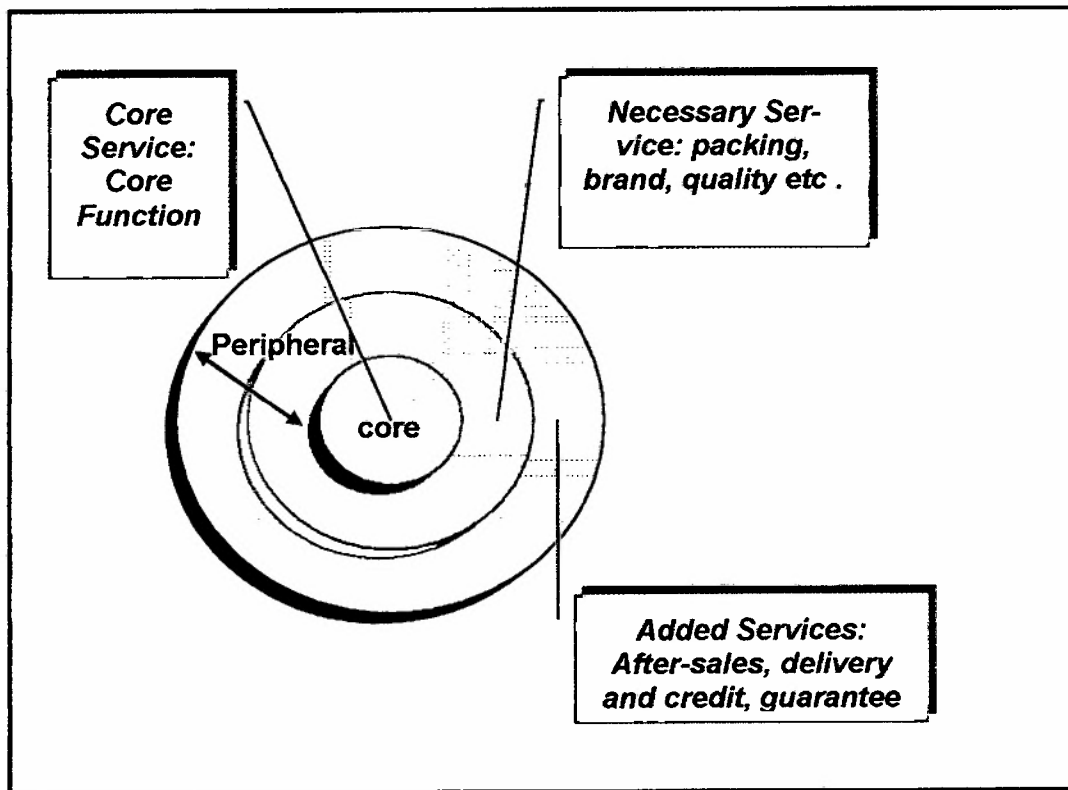 Core
Service:
Core
Function
Necessary Ser-
vice: packing,
brand, quality etc .
Peripheral
core
Added Services:
After-sales, delivery
and credit, guarantee